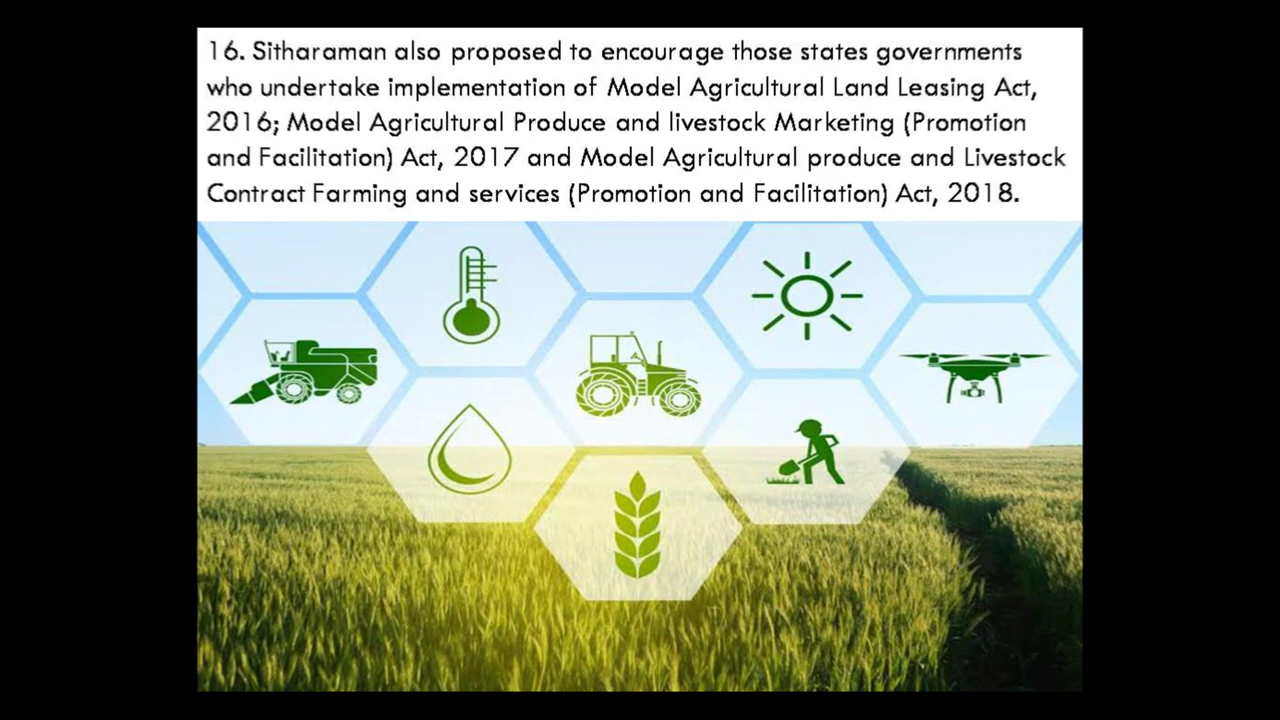 16. Sitharaman also proposed to encourage those states governments
who undertake implementation of Model Agricultural Land Leasing Act,
2016; Model Agricultural Produce and livestock Marketing (Promotion
and Facilitation) Act, 2017 and Model Agricultural produce and Livestock
Contract Farming and services (Promotion and Facilitation) Act, 2018.